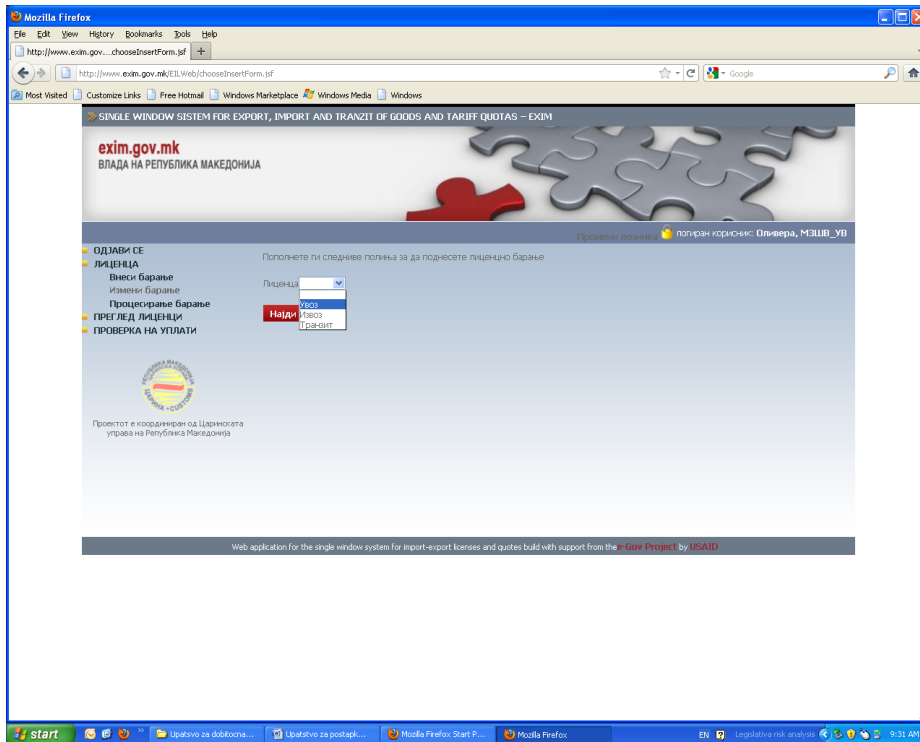 Mozilla Firefox
File Edit View History Bookmarks Tools Help
http://www.exim.gov....chooseInsertForm.jsf
http://www.exim.gov.mk/EILWeb/chooseInsertForm.jsf
Google
Most Visited Customize Links Free Hotmail Windows Marketplace Windows Media Windows
SINGLE WINDOW SISTEM FOR EXPORT, IMPORT AND TRANZIT OF GOODS AND TARIFF QUOTAS – EXIM
exim.gov.mk
ВЛАДА НА РЕПУБЛИКА МАКЕДОНИЈА
Промени лозинка логиран корисник: Оливера, МЗШВ_УВ
ОДЈАВИ СЕ
ЛИЦЕНЦА
Внеси барање
Измени барање
Процесирање барање
ПРЕГЛЕД ЛИЦЕНЦИ
ПРОВЕРКА НА УПЛАТИ
Пополнете ги следниве полиња за да поднесете лиценцно барање
Лиценца
Увоз
Извоз
Транзит
Најди
РЕПУБЛИКА МАКЕДОНИЈА
ЦАРИНА • CUSTOMS
Проектот е координиран од Царинската
управа на Република Македонија
Web application for the single window system for import-export licenses and quotes build with support from the e-Gov Project by USAID
start
Upatsvo za dobitocna...
Upatstvo za postapk...
Mozilla Firefox Start P...
Mozilla Firefox
EN
Legislativa risk analysis
9:31 AM